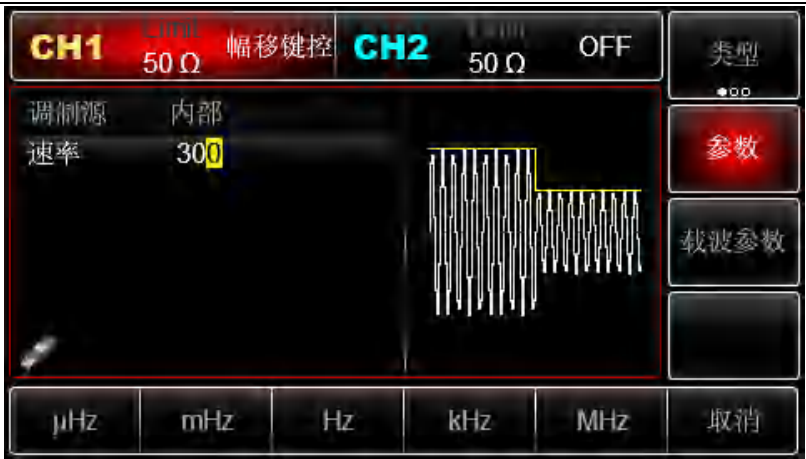 CH1 50 Ω 幅移键控 CH2 50 Ω OFF
类型
调制源 内部
速率 300
参数
载波参数
μHz mHz Hz kHz MHz 取消